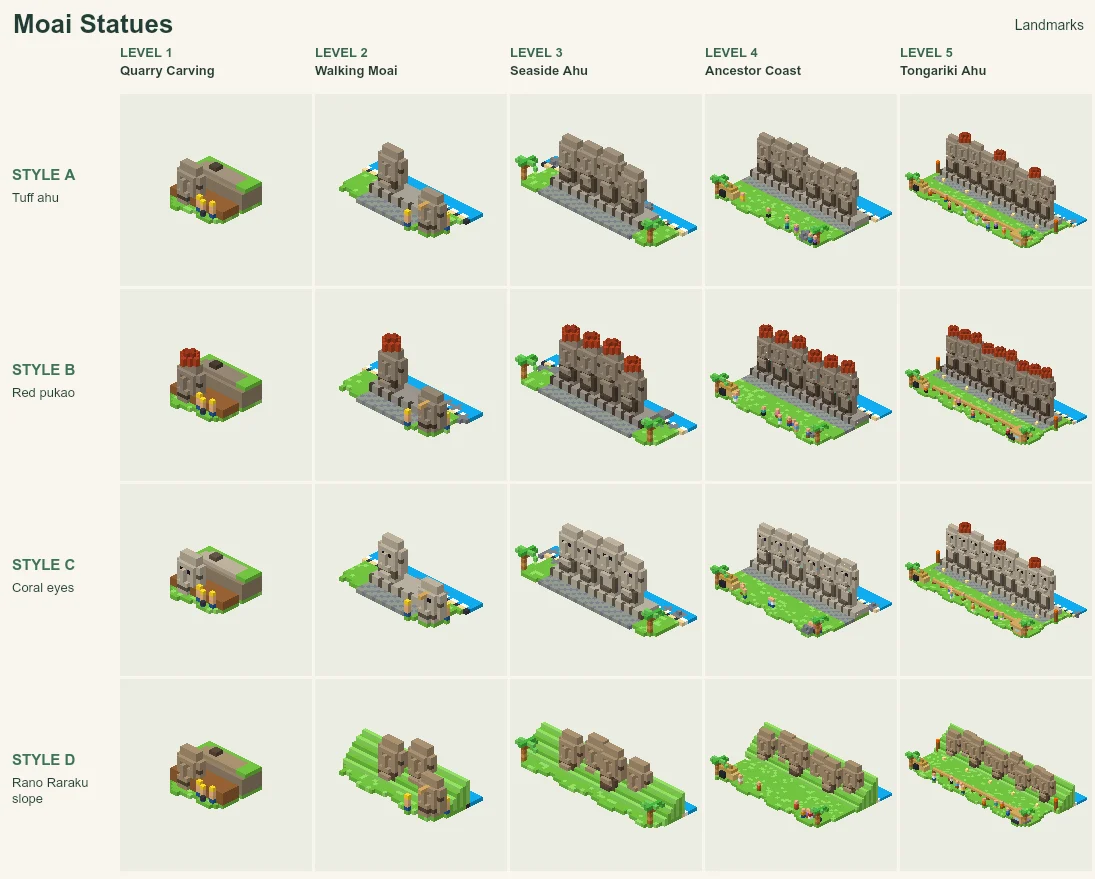 Moai Statues
Landmarks
LEVEL 1
Quarry Carving
LEVEL 2
Walking Moai
LEVEL 3
Seaside Ahu
LEVEL 4
Ancestor Coast
LEVEL 5
Tongariki Ahu
STYLE A
Tuff ahu
STYLE B
Red pukao
STYLE C
Coral eyes
STYLE D
Rano Raraku
slope